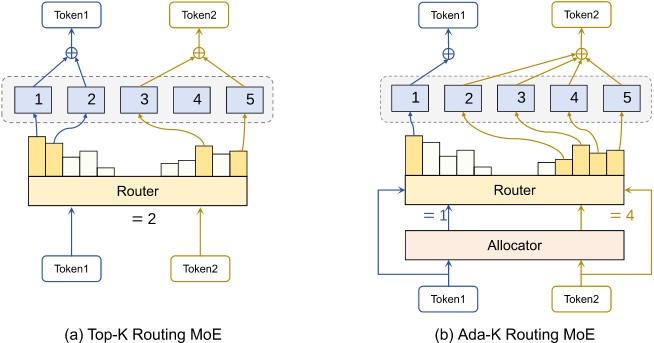 Token1 Token2
1 2 3 4 5
Router
= 2
Token1 Token2
(a) Top-K Routing MoE
Token1 Token2
1 2 3 4 5
Router
= 1 = 4
Allocator
Token1 Token2
(b) Ada-K Routing MoE